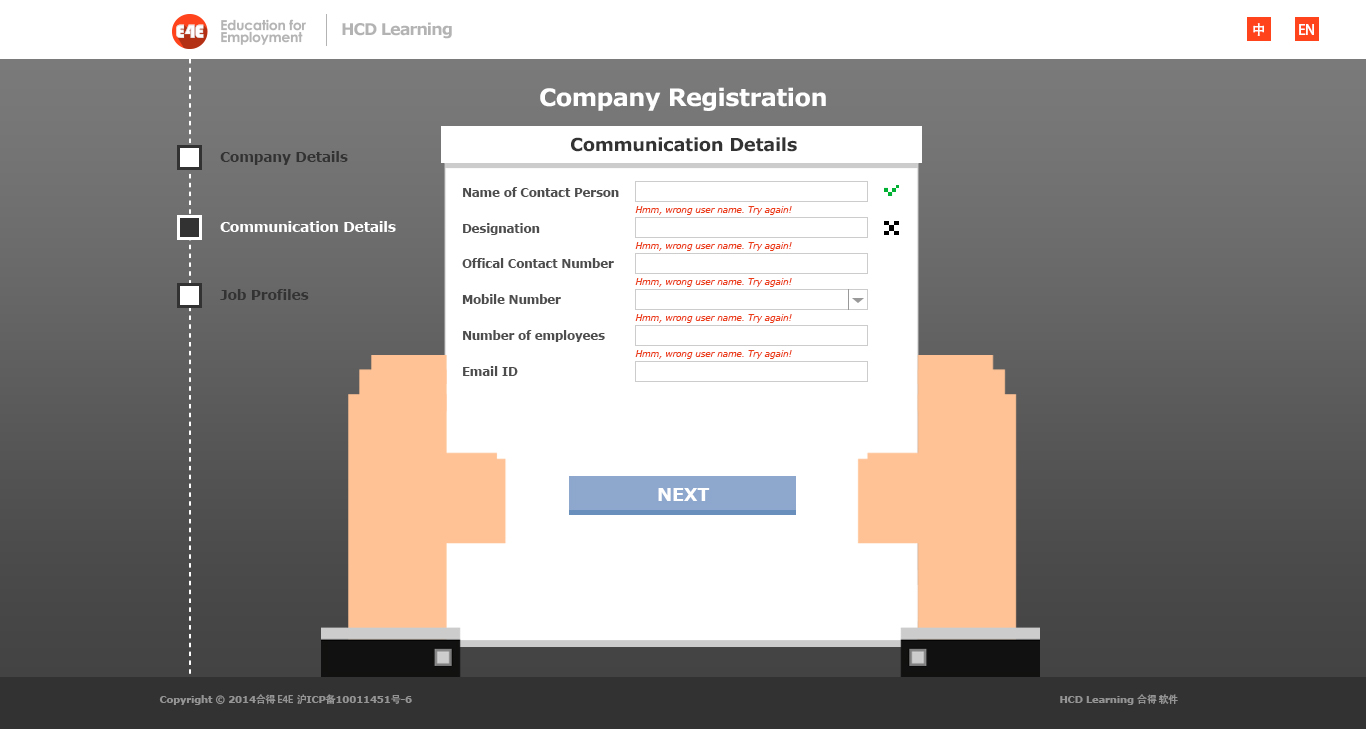 E4E
Education for
Employment
HCD Learning
中
EN
Company Registration
Company Details
Communication Details
Job Profiles
Communication Details
Name of Contact Person
Hmm, wrong user name. Try again!
Designation
Hmm, wrong user name. Try again!
Offical Contact Number
Hmm, wrong user name. Try again!
Mobile Number
Hmm, wrong user name. Try again!
Number of employees
Hmm, wrong user name. Try again!
Email ID
NEXT
Copyright © 2014合得 E4E 沪ICP备10011451号-6
HCD Learning 合得 软件